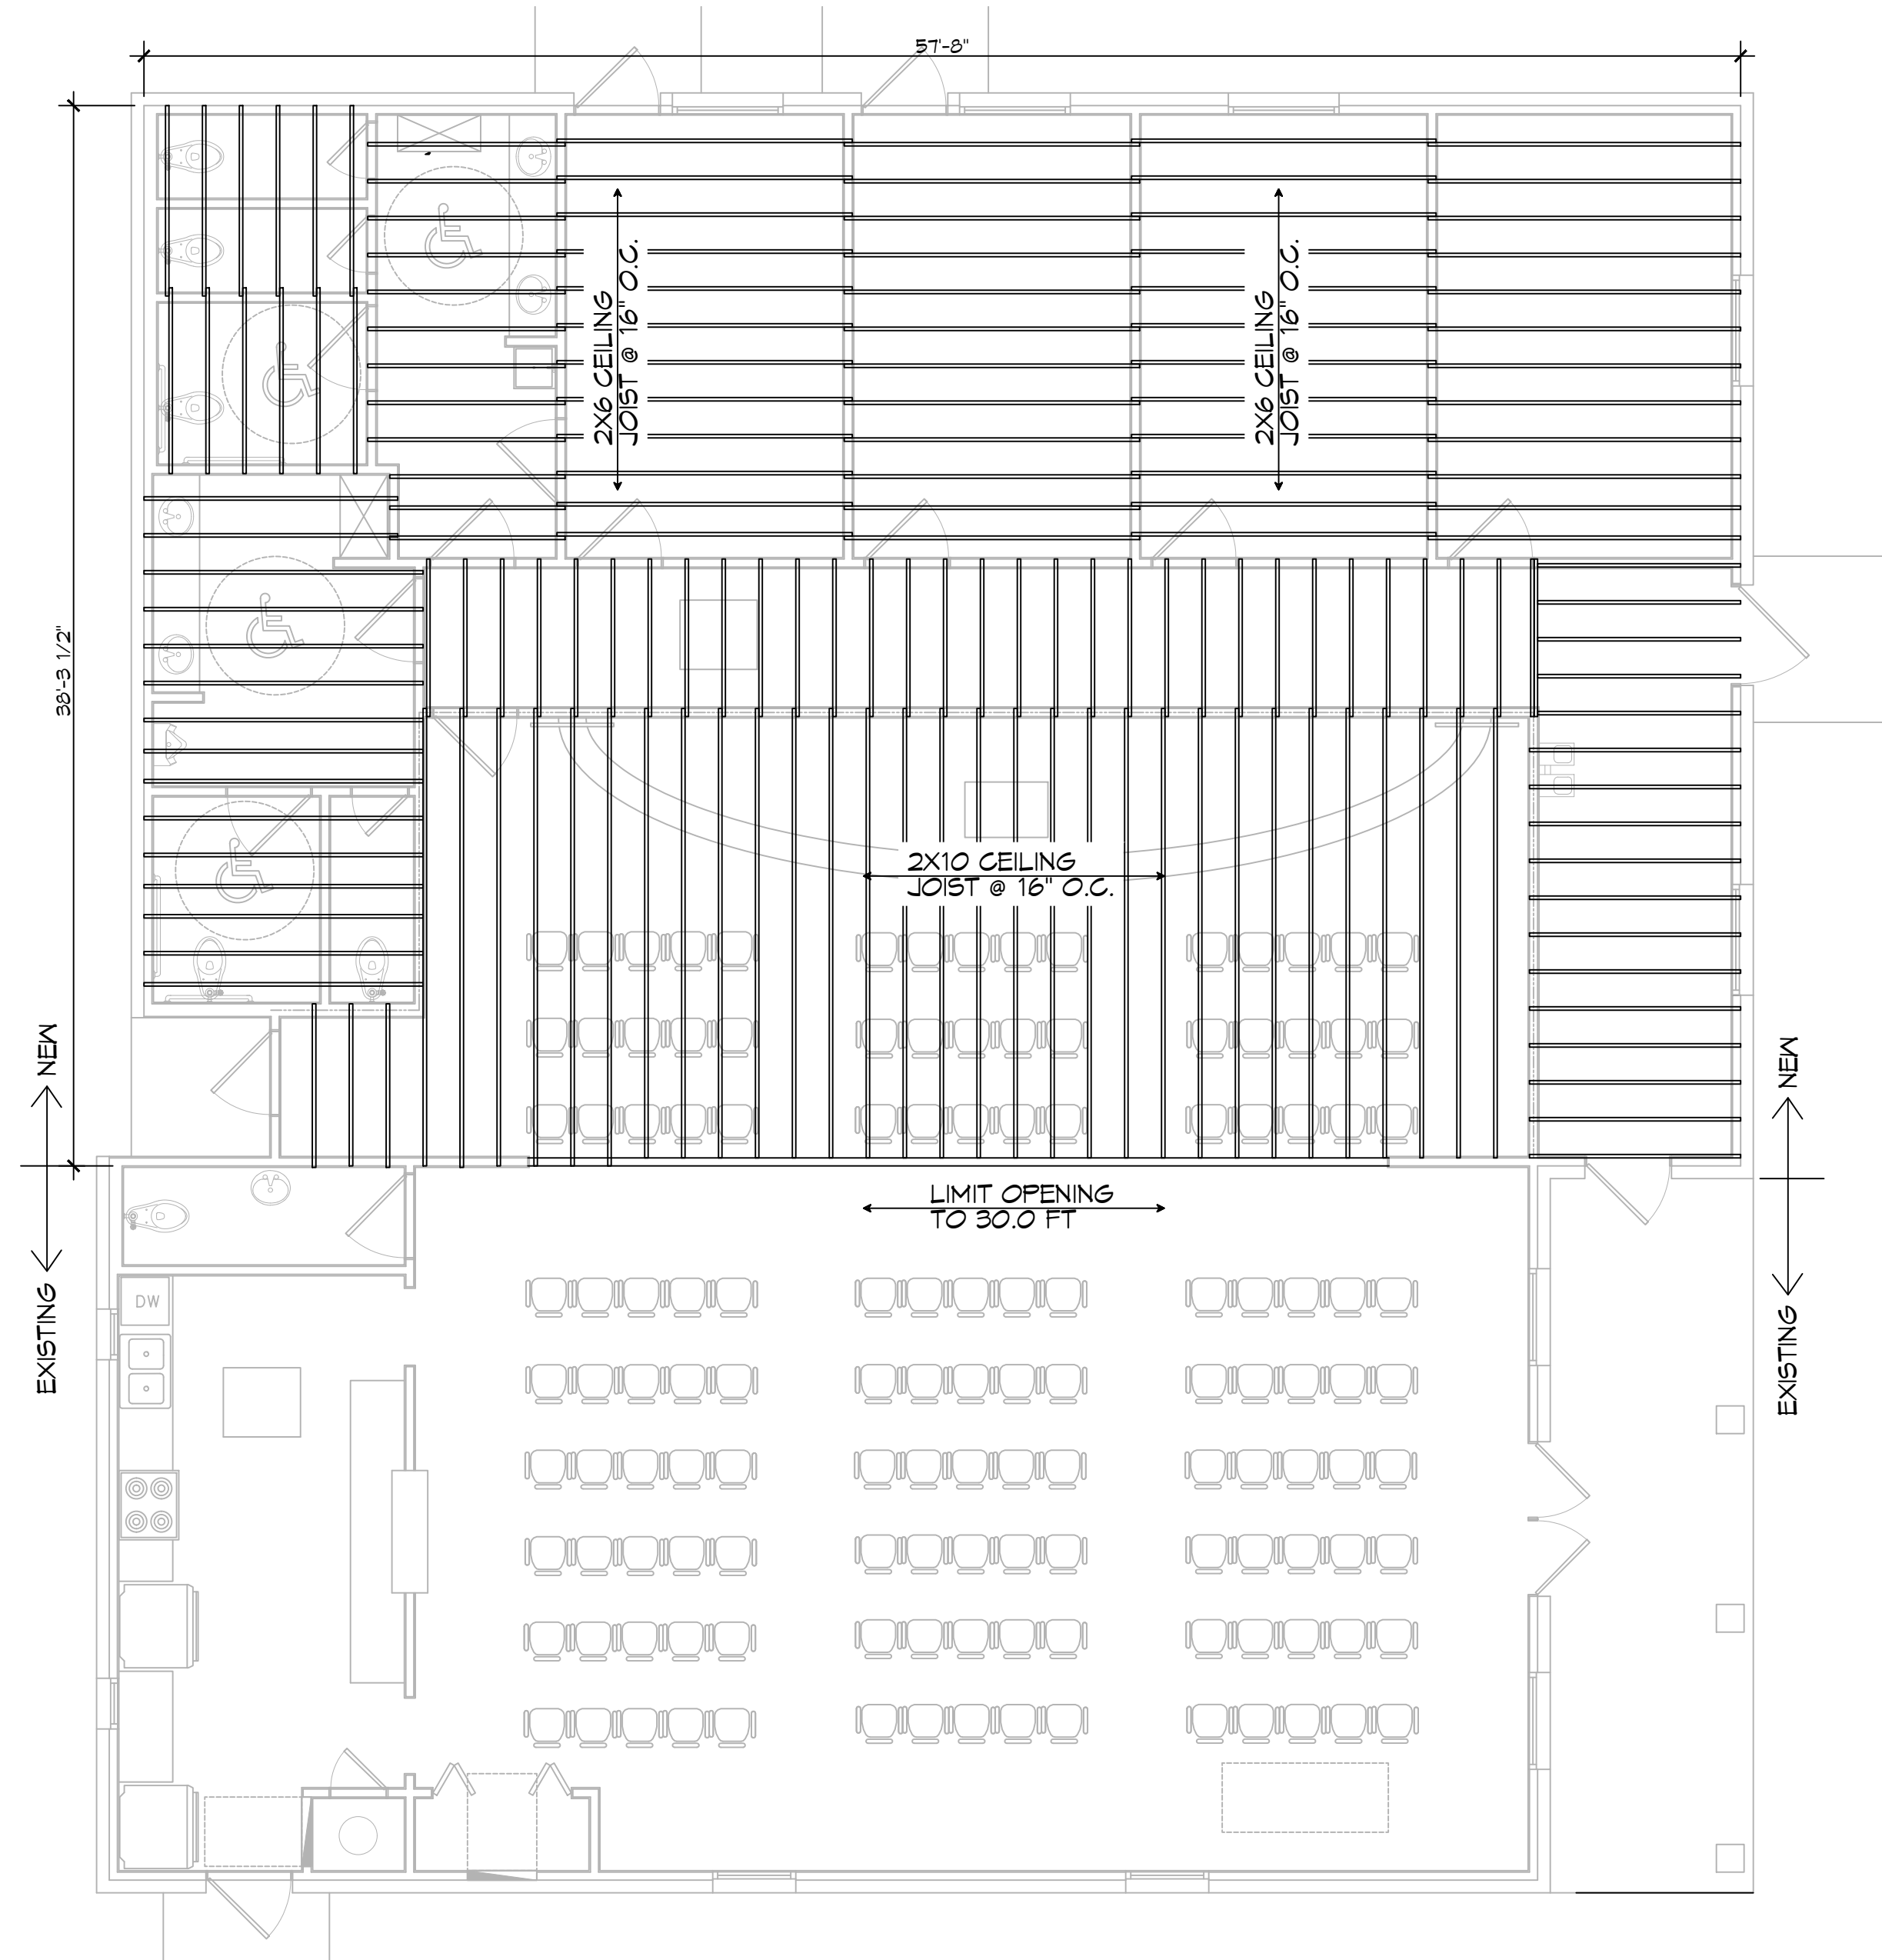 57'-8"
2X6 CEILING
JOIST @ 16" O.C.
2X6 CEILING
JOIST @ 16" O.C.
38'-3 1/2"
2X10 CEILING
JOIST @ 16" O.C.
NEW
NEW
LIMIT OPENING
TO 30.0 FT
EXISTING
DW
EXISTING